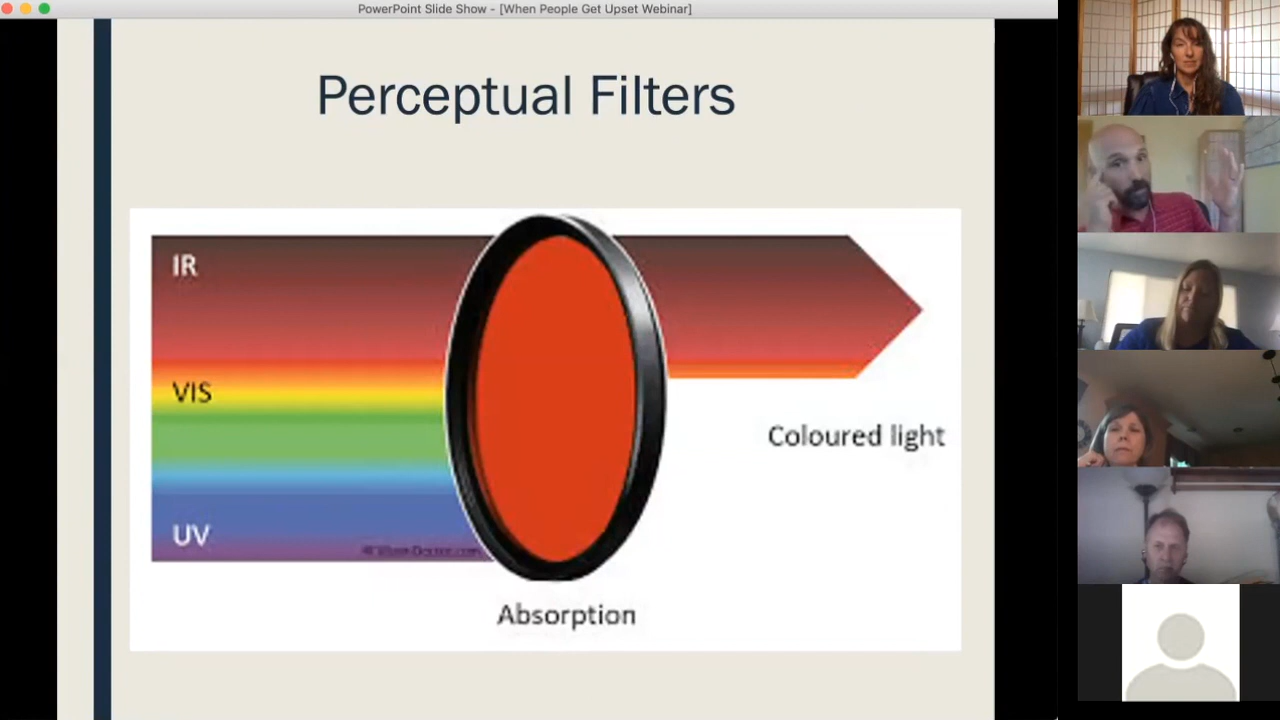 PowerPoint Slide Show - [When People Get Upset Webinar]
Perceptual Filters
IR
VIS
Coloured light
UV
Absorption